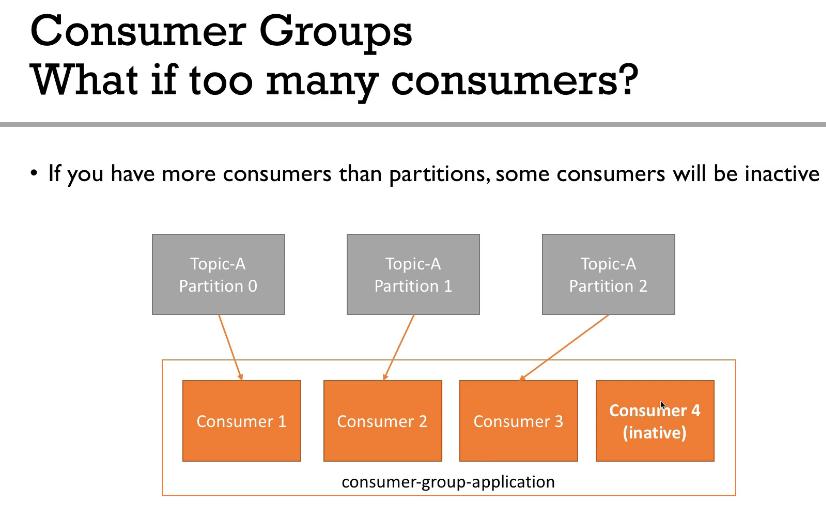 Consumer Groups
What if too many consumers?
• If you have more consumers than partitions, some consumers will be inactive
Topic-A
Partition 0
Topic-A
Partition 1
Topic-A
Partition 2
Consumer 1
Consumer 2
Consumer 3
Consumer 4
(inative)
consumer-group-application